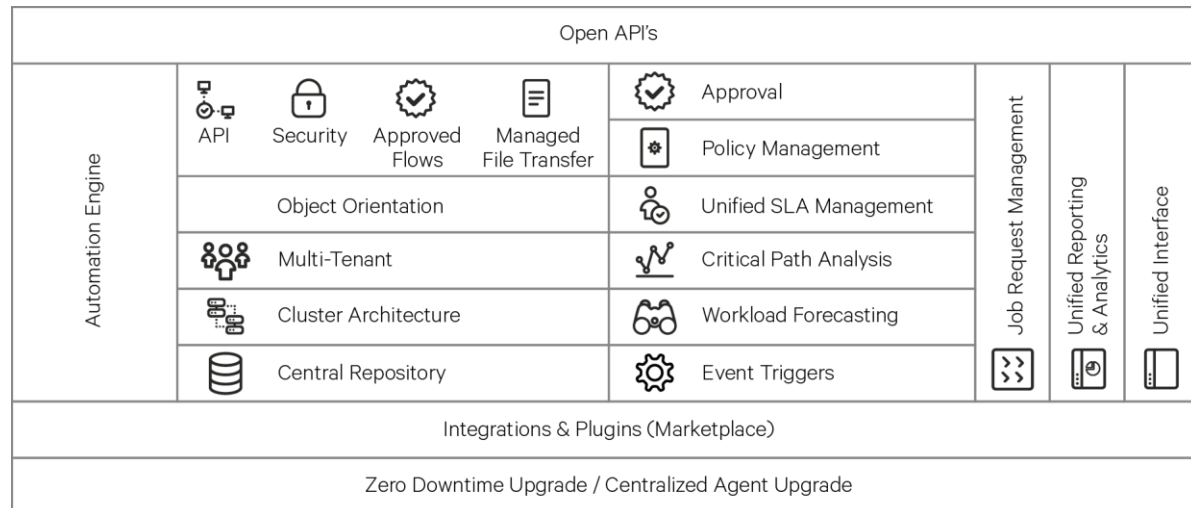 Open API's
Automation Engine
API
Security
Approved
Flows
Managed
File Transfer
Object Orientation
Multi-Tenant
Cluster Architecture
Central Repository
Approval
Policy Management
Unified SLA Management
Critical Path Analysis
Workload Forecasting
Event Triggers
Job Request Management
Unified Reporting
& Analytics
Unified Interface
Integrations & Plugins (Marketplace)
Zero Downtime Upgrade / Centralized Agent Upgrade